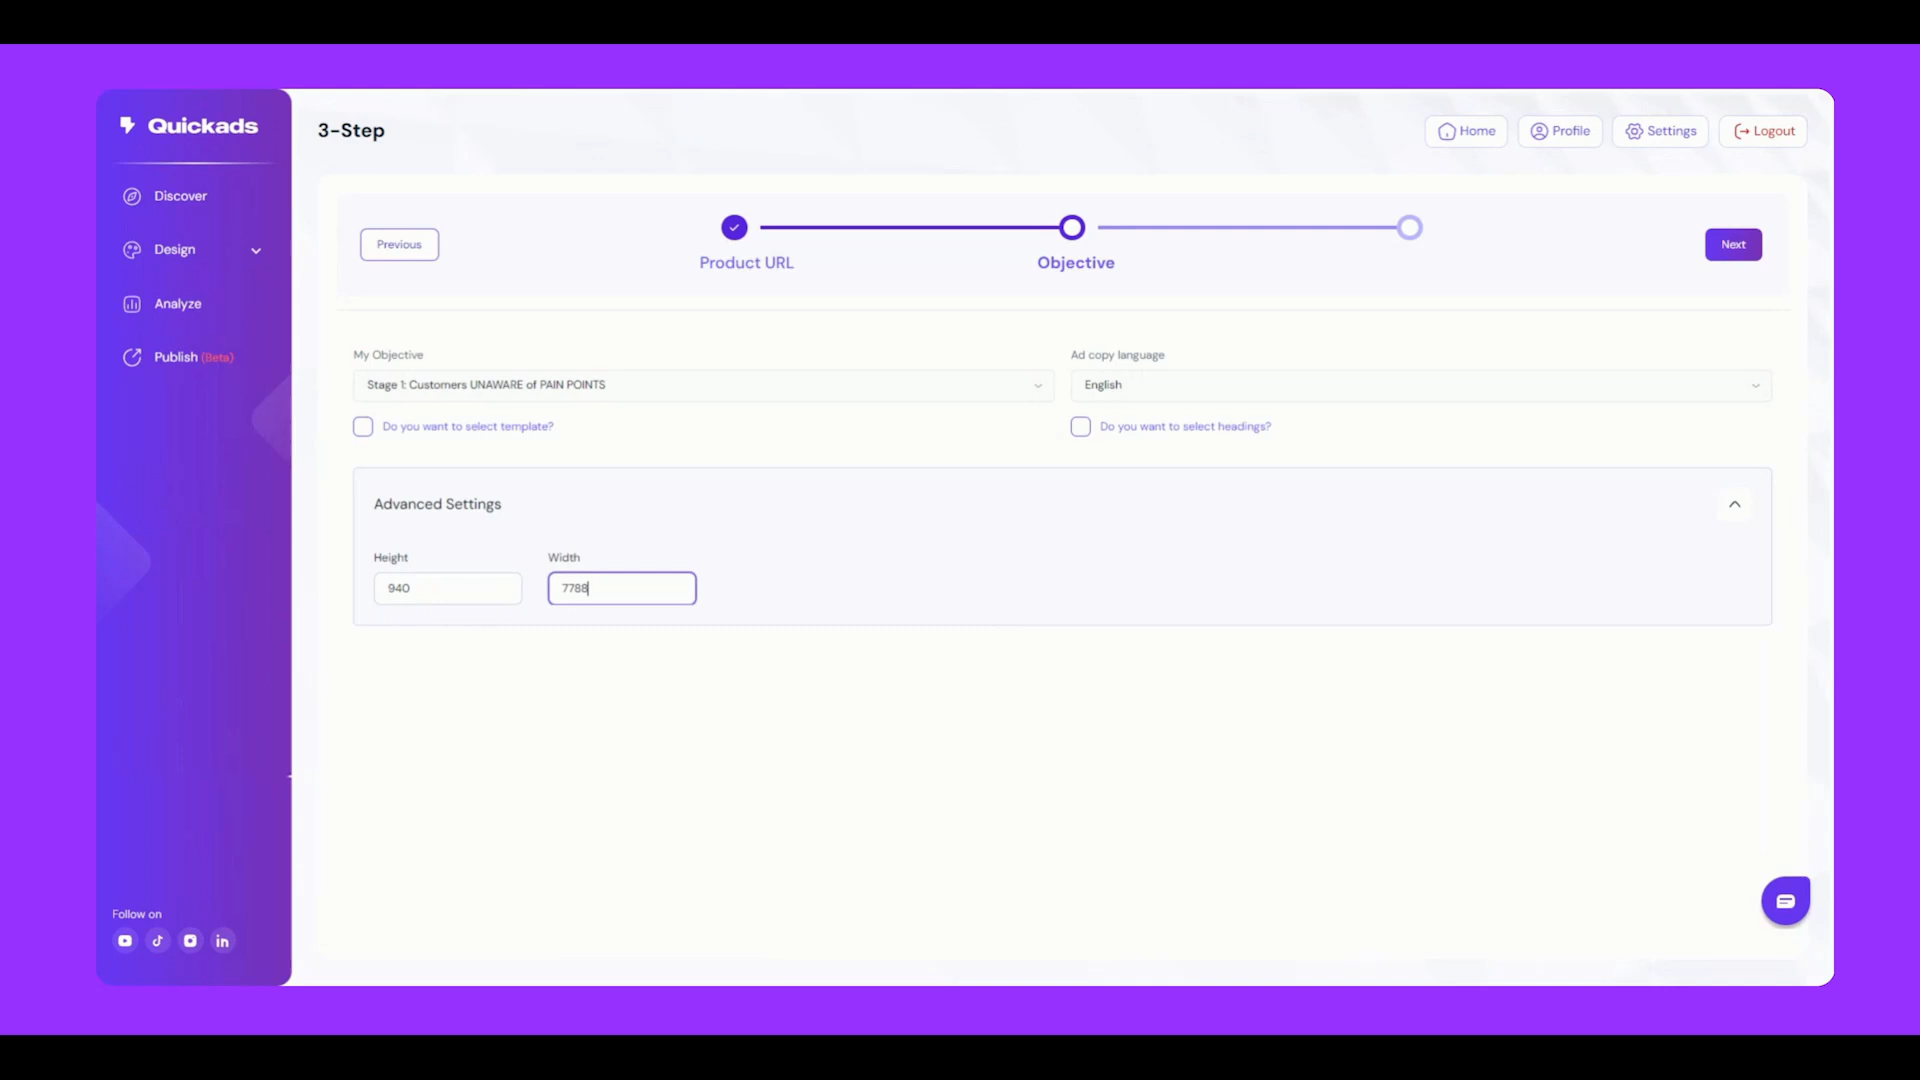 Quickads
3-Step
Home
Profile
Settings
Logout
Discover
Design
Analyze
Publish (Beta)
Previous
Product URL
Objective
Next
My Objective
Ad copy language
Stage 1: Customers UNAWARE of PAIN POINTS
English
Do you want to select template?
Do you want to select headings?
Advanced Settings
Height
Width
940
7788
Follow on